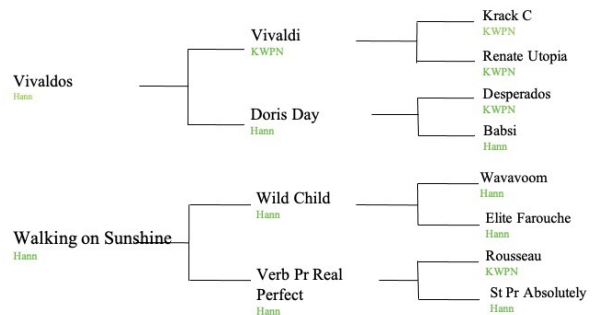 Krack C
KWPN
Vivaldi
KWPN
Renate Utopia
KWPN
Vivaldos
Hann
Desperados
KWPN
Doris Day
Hann
Babsi
Hann
Wavavoom
Hann
Wild Child
Hann
Elite Farouche
Hann
Walking on Sunshine
Hann
Rousseau
KWPN
Verb Pr Real
Perfect
Hann
St Pr Absolutely
Hann